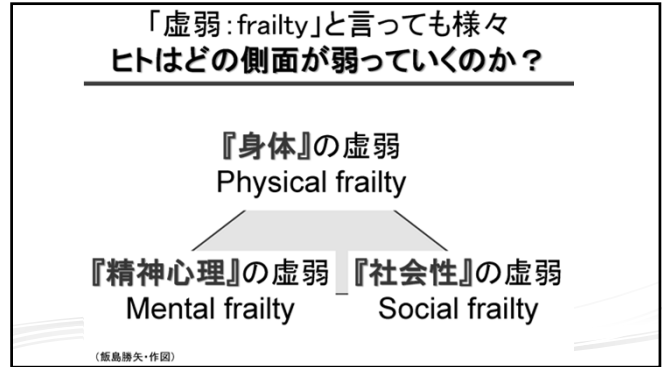 「虚弱：frailty」と言っても様々
ヒトはどの側面が弱っていくのか？
『身体』の虚弱
Physical frailty
『精神心理』の虚弱
Mental frailty
『社会性』の虚弱
Social frailty
（飯島勝矢・作図）